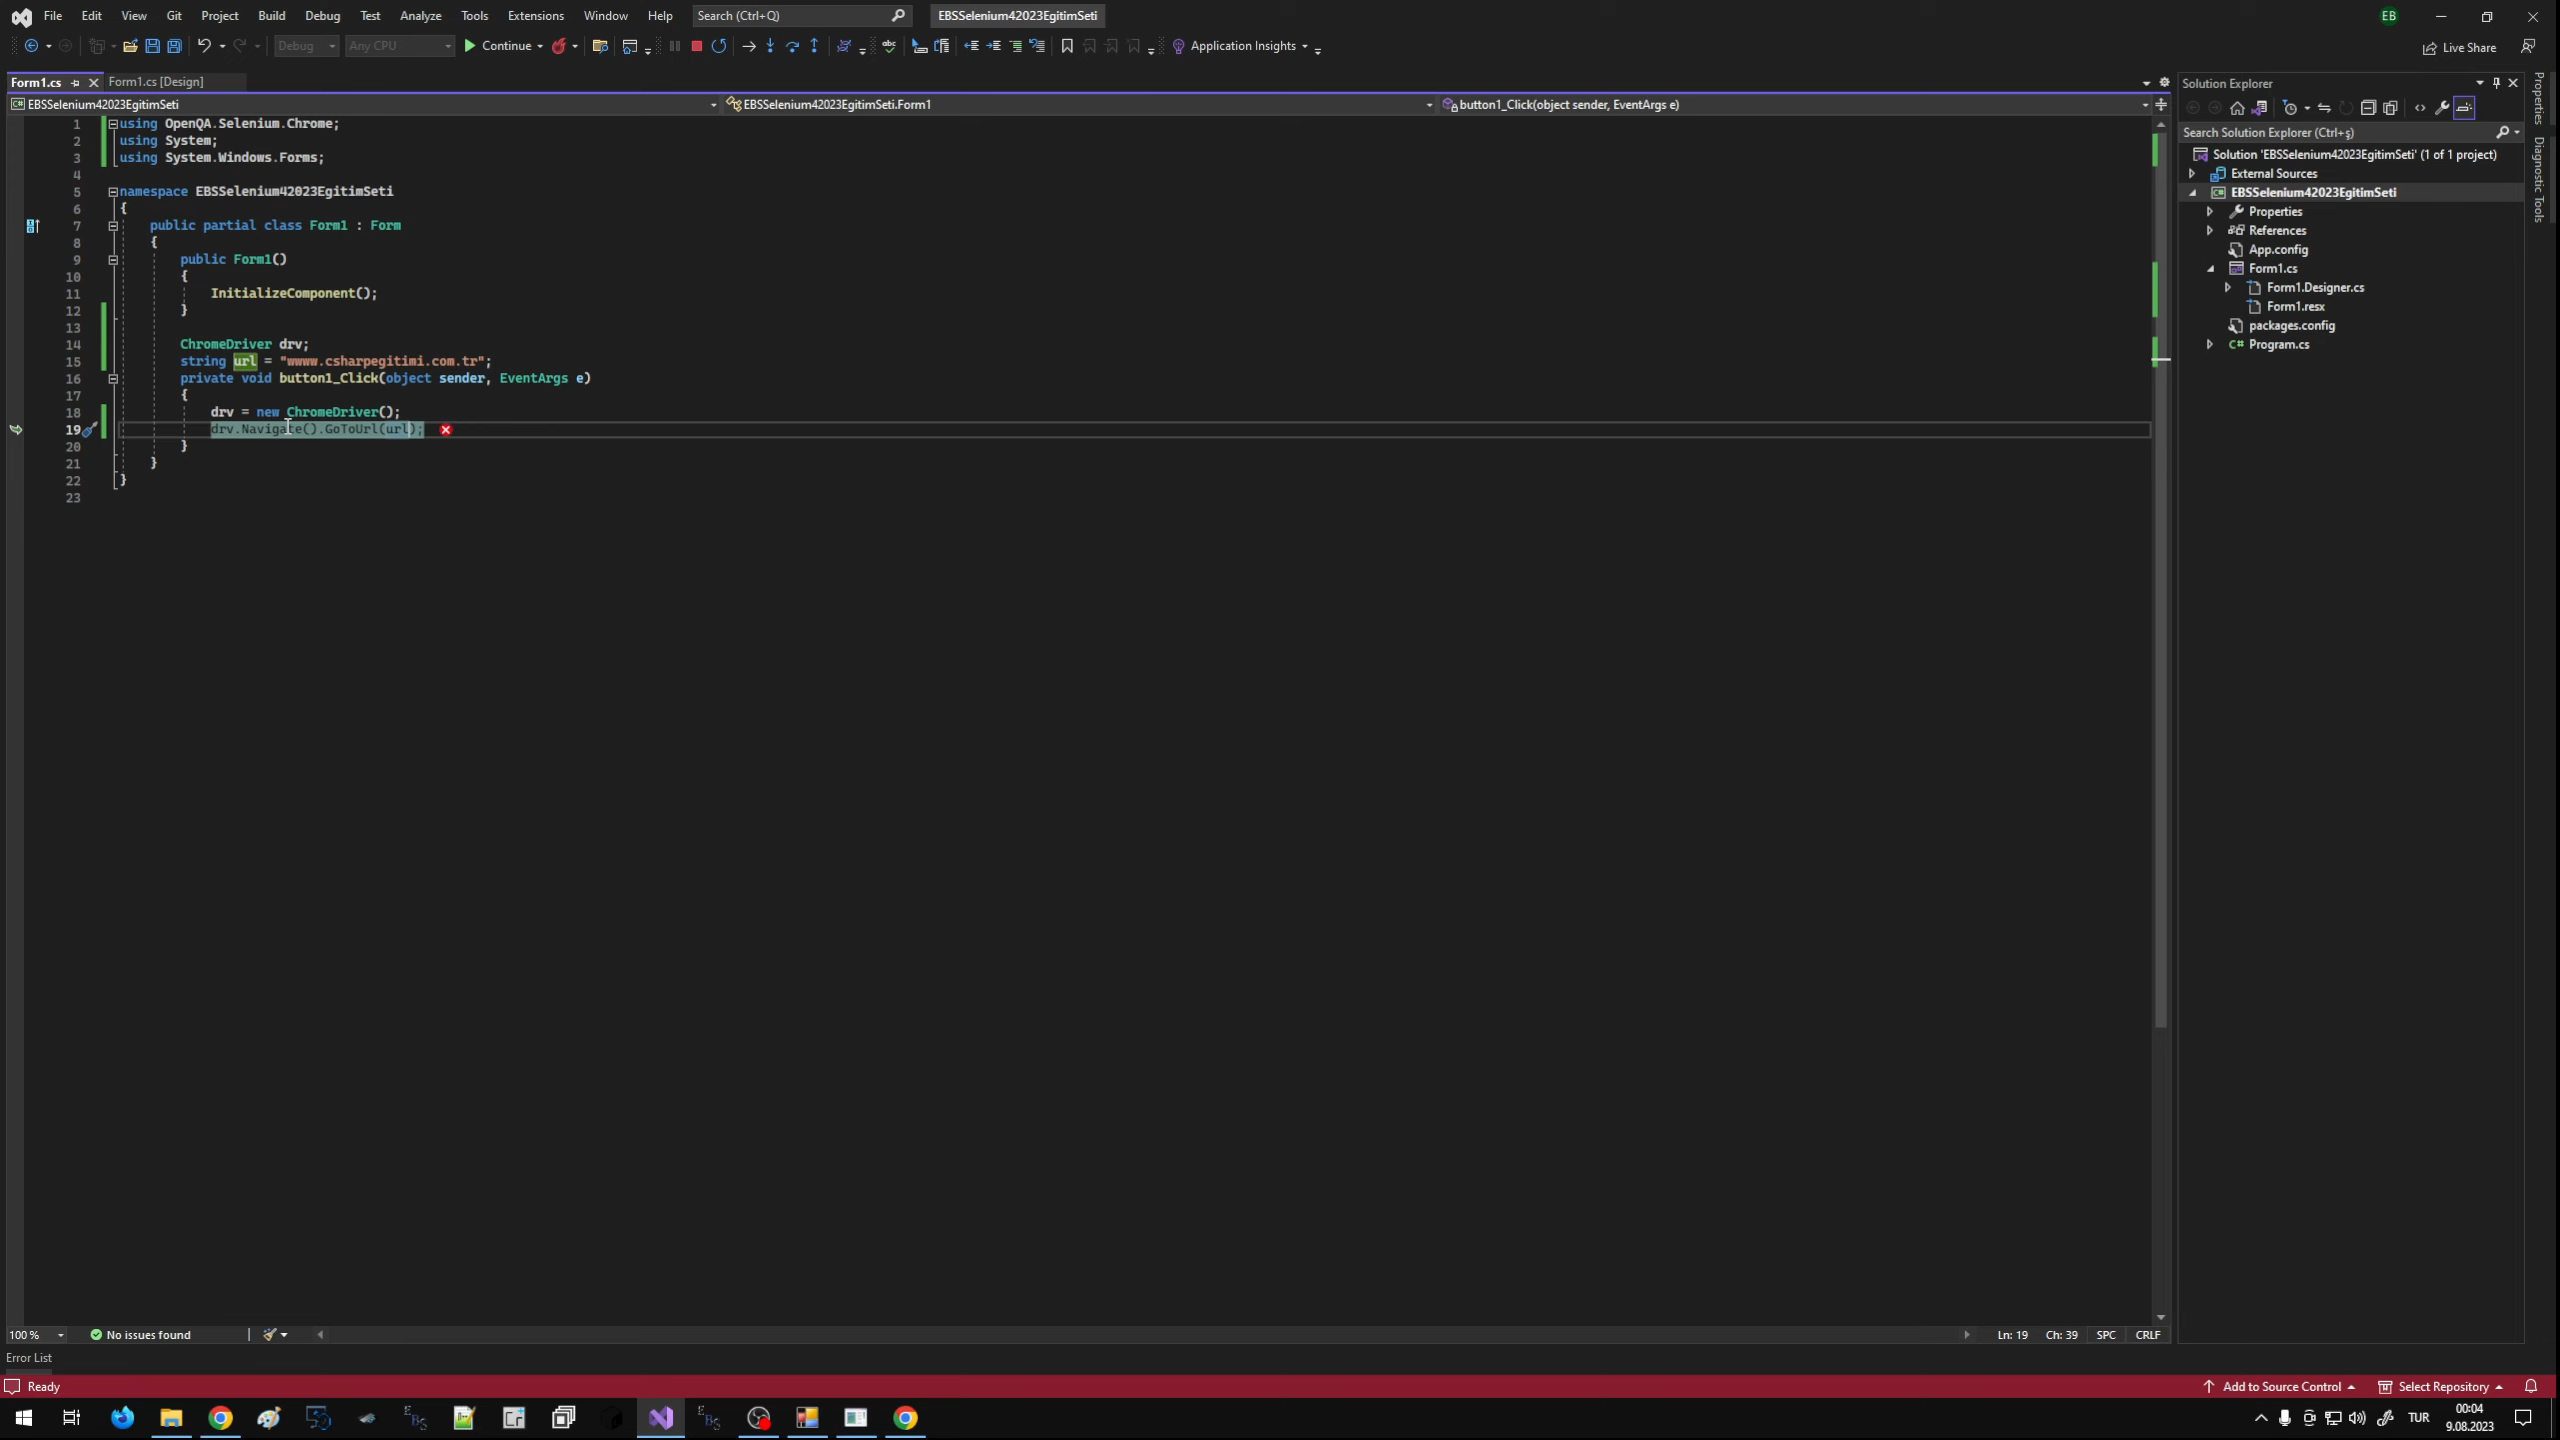 File Edit View Git Project Build Debug Test Analyze Tools Extensions Window Help Search (Ctrl+Q) EBSSelenium42023EgitimSeti EB
Debug Any CPU Continue Application Insights Live Share
Form1.cs Form1.cs [Design]
EBSSelenium42023EgitimSeti EBSSelenium42023EgitimSeti.Form1 button1_Click(object sender, EventArgs e)
1 using OpenQA.Selenium.Chrome;
2 using System;
3 using System.Windows.Forms;
4
5 namespace EBSSelenium42023EgitimSeti
6 {
7 public partial class Form1 : Form
8 {
9 public Form1()
10 {
11 InitializeComponent();
12 }
13
14 ChromeDriver drv;
15 string url = "wwww.csharpegitimi.com.tr";
16 private void button1_Click(object sender, EventArgs e)
17 {
18 drv = new ChromeDriver();
19 drv.Navigate().GoToUrl(url);
20 }
21 }
22 }
23
Solution Explorer
Search Solution Explorer (Ctrl+ş)
Solution 'EBSSelenium42023EgitimSeti' (1 of 1 project)
External Sources
EBSSelenium42023EgitimSeti
Properties
References
App.config
Form1.cs
Form1.Designer.cs
Form1.resx
packages.config
C# Program.cs
Properties
Diagnostic Tools
100 % No issues found Ln: 19 Ch: 39 SPC CRLF
Error List
Ready Add to Source Control Select Repository
TUR 00:04
9.08.2023